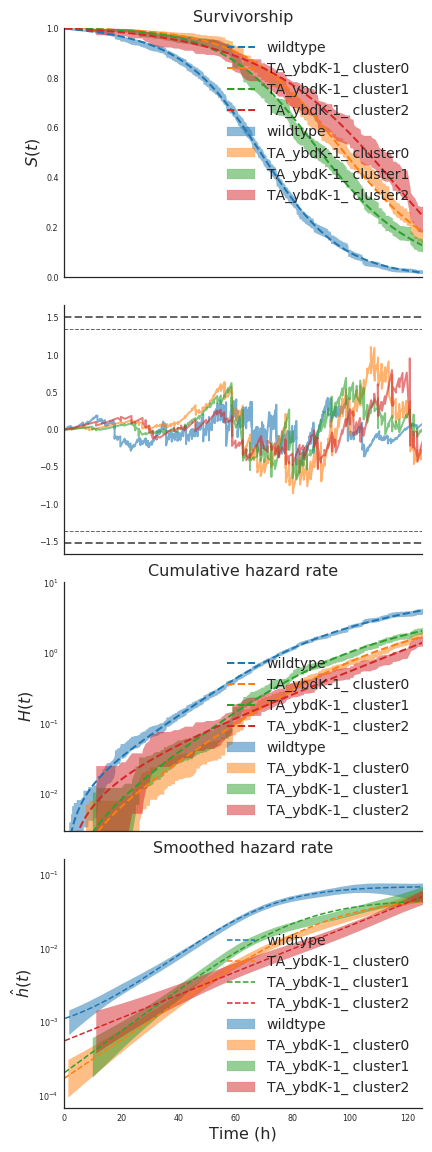 Survivorship
1.0
0.8
0.6
0.4
0.2
0.0
S(t)
wildtype
TA_ybdK-1_ cluster0
TA_ybdK-1_ cluster1
TA_ybdK-1_ cluster2
wildtype
TA_ybdK-1_ cluster0
TA_ybdK-1_ cluster1
TA_ybdK-1_ cluster2
1.5
1.0
0.5
0.0
−0.5
−1.0
−1.5
Cumulative hazard rate
10¹
10⁰
10⁻¹
10⁻²
H(t)
wildtype
TA_ybdK-1_ cluster0
TA_ybdK-1_ cluster1
TA_ybdK-1_ cluster2
wildtype
TA_ybdK-1_ cluster0
TA_ybdK-1_ cluster1
TA_ybdK-1_ cluster2
Smoothed hazard rate
10⁻¹
10⁻²
10⁻³
10⁻⁴
ĥ(t)
wildtype
TA_ybdK-1_ cluster0
TA_ybdK-1_ cluster1
TA_ybdK-1_ cluster2
wildtype
TA_ybdK-1_ cluster0
TA_ybdK-1_ cluster1
TA_ybdK-1_ cluster2
0 20 40 60 80 100 120
Time (h)